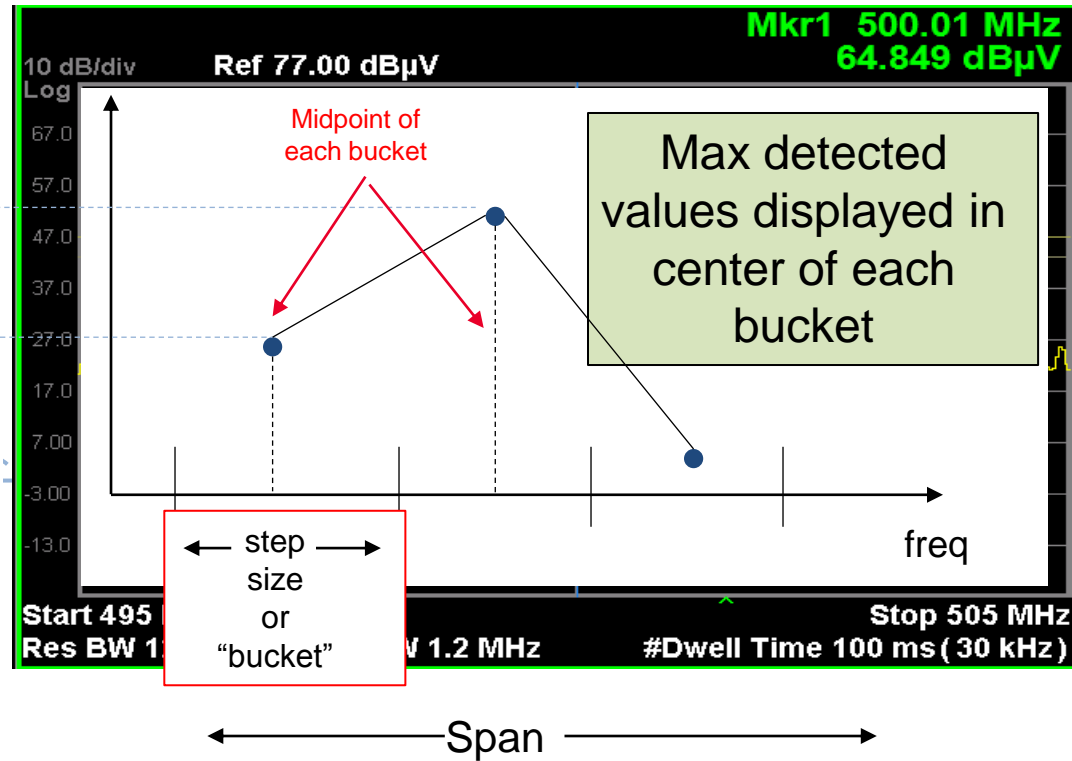 Mkr1 500.01 MHz
64.849 dBµV
10 dB/div Ref 77.00 dBµV
Log
67.0
57.0
47.0
37.0
27.0
17.0
7.00
-3.00
-13.0
Midpoint of
each bucket
Max detected
values displayed in
center of each
bucket
step
size
or
“bucket”
freq
Start 495
Stop 505 MHz
Res BW 1
1.2 MHz
#Dwell Time 100 ms ( 30 kHz )
Span